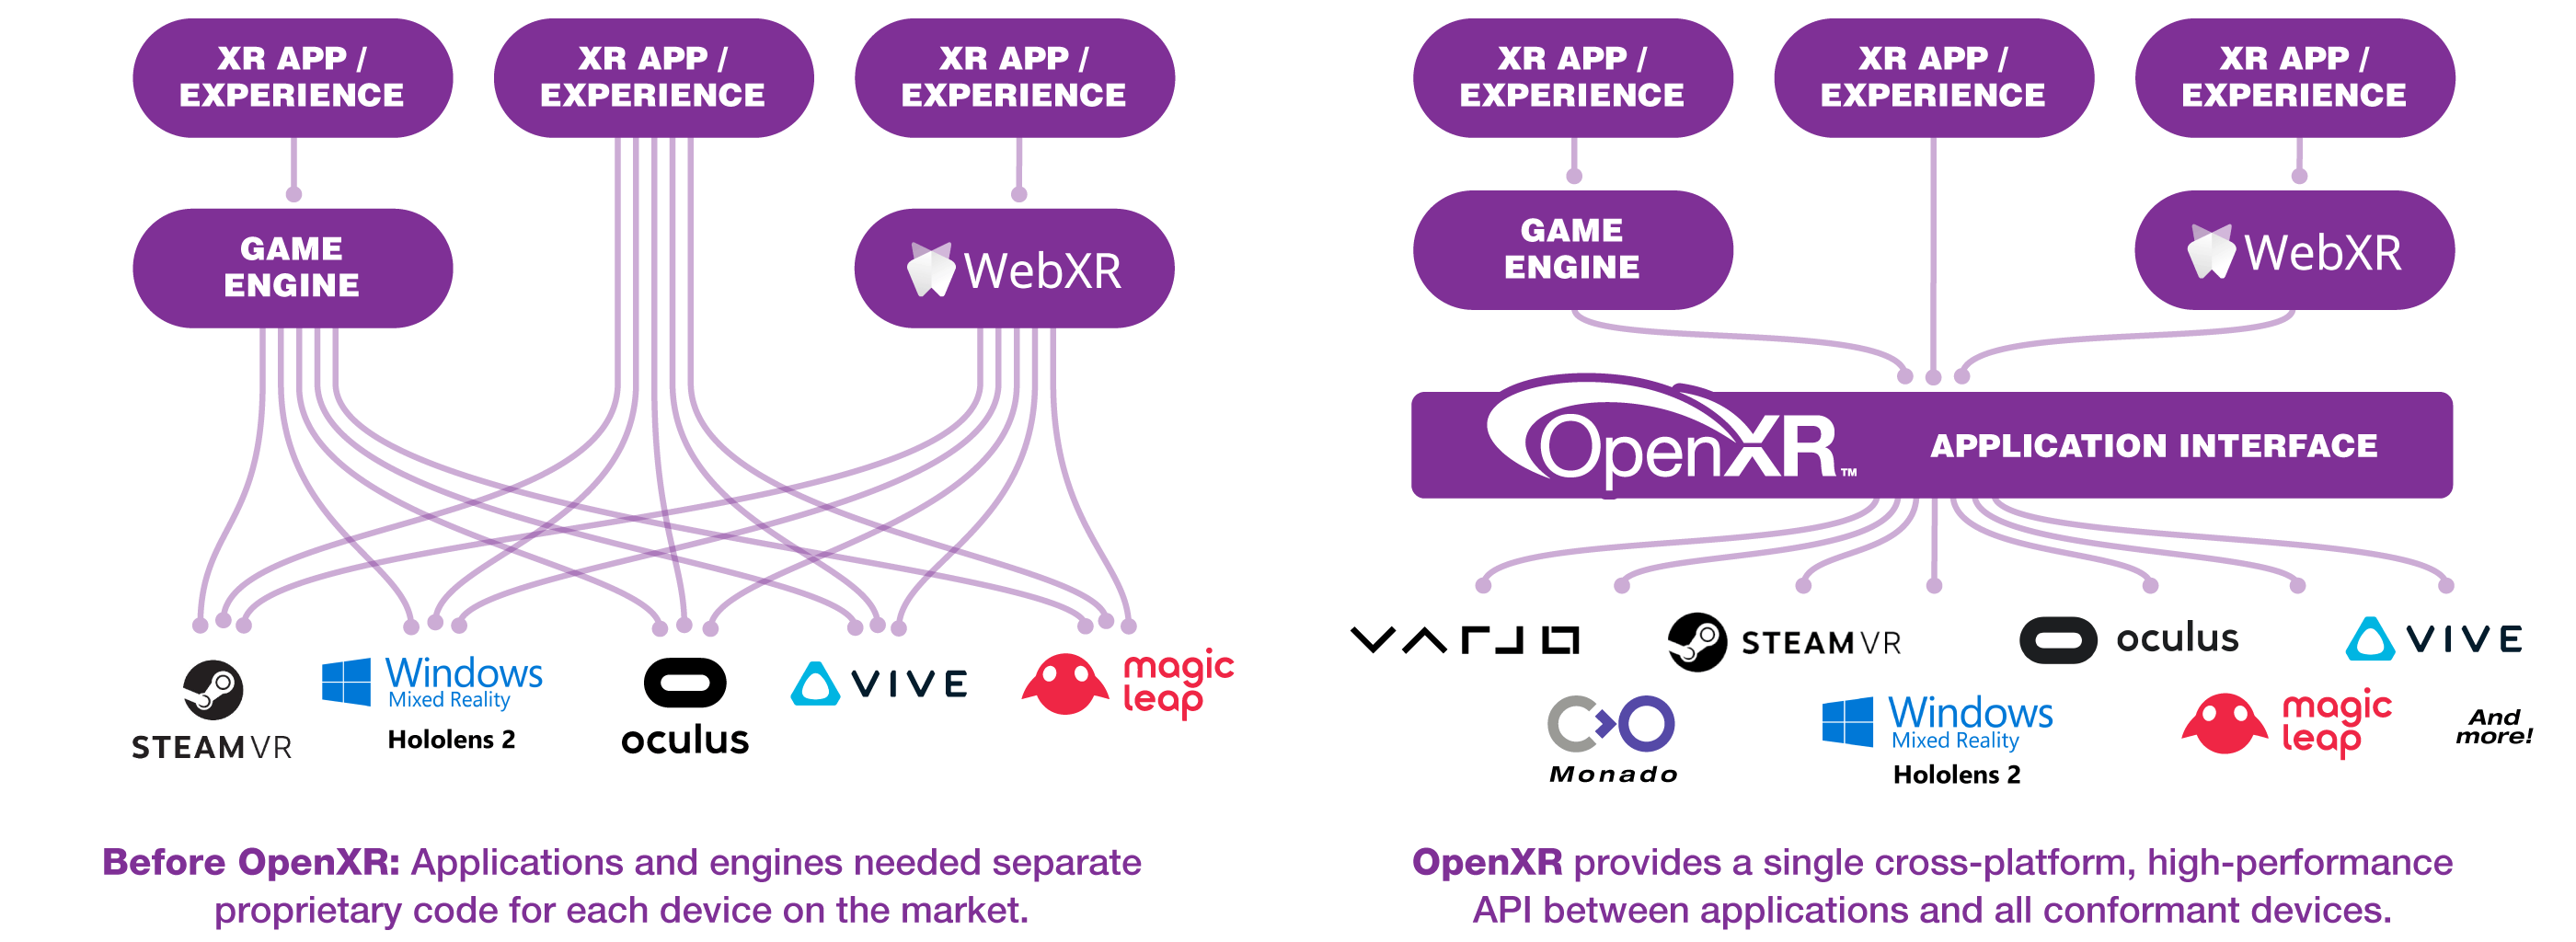 XR APP /
EXPERIENCE
XR APP /
EXPERIENCE
XR APP /
EXPERIENCE
GAME
ENGINE
WebXR
STEAMVR
Windows
Mixed Reality
Hololens 2
oculus
VIVE
magic
leap
Before OpenXR: Applications and engines needed separate
proprietary code for each device on the market.
XR APP /
EXPERIENCE
XR APP /
EXPERIENCE
XR APP /
EXPERIENCE
GAME
ENGINE
WebXR
OpenXR™ APPLICATION INTERFACE
VARJO
STEAMVR
oculus
VIVE
Monado
Windows
Mixed Reality
Hololens 2
magic
leap
And
more!
OpenXR provides a single cross-platform, high-performance
API between applications and all conformant devices.